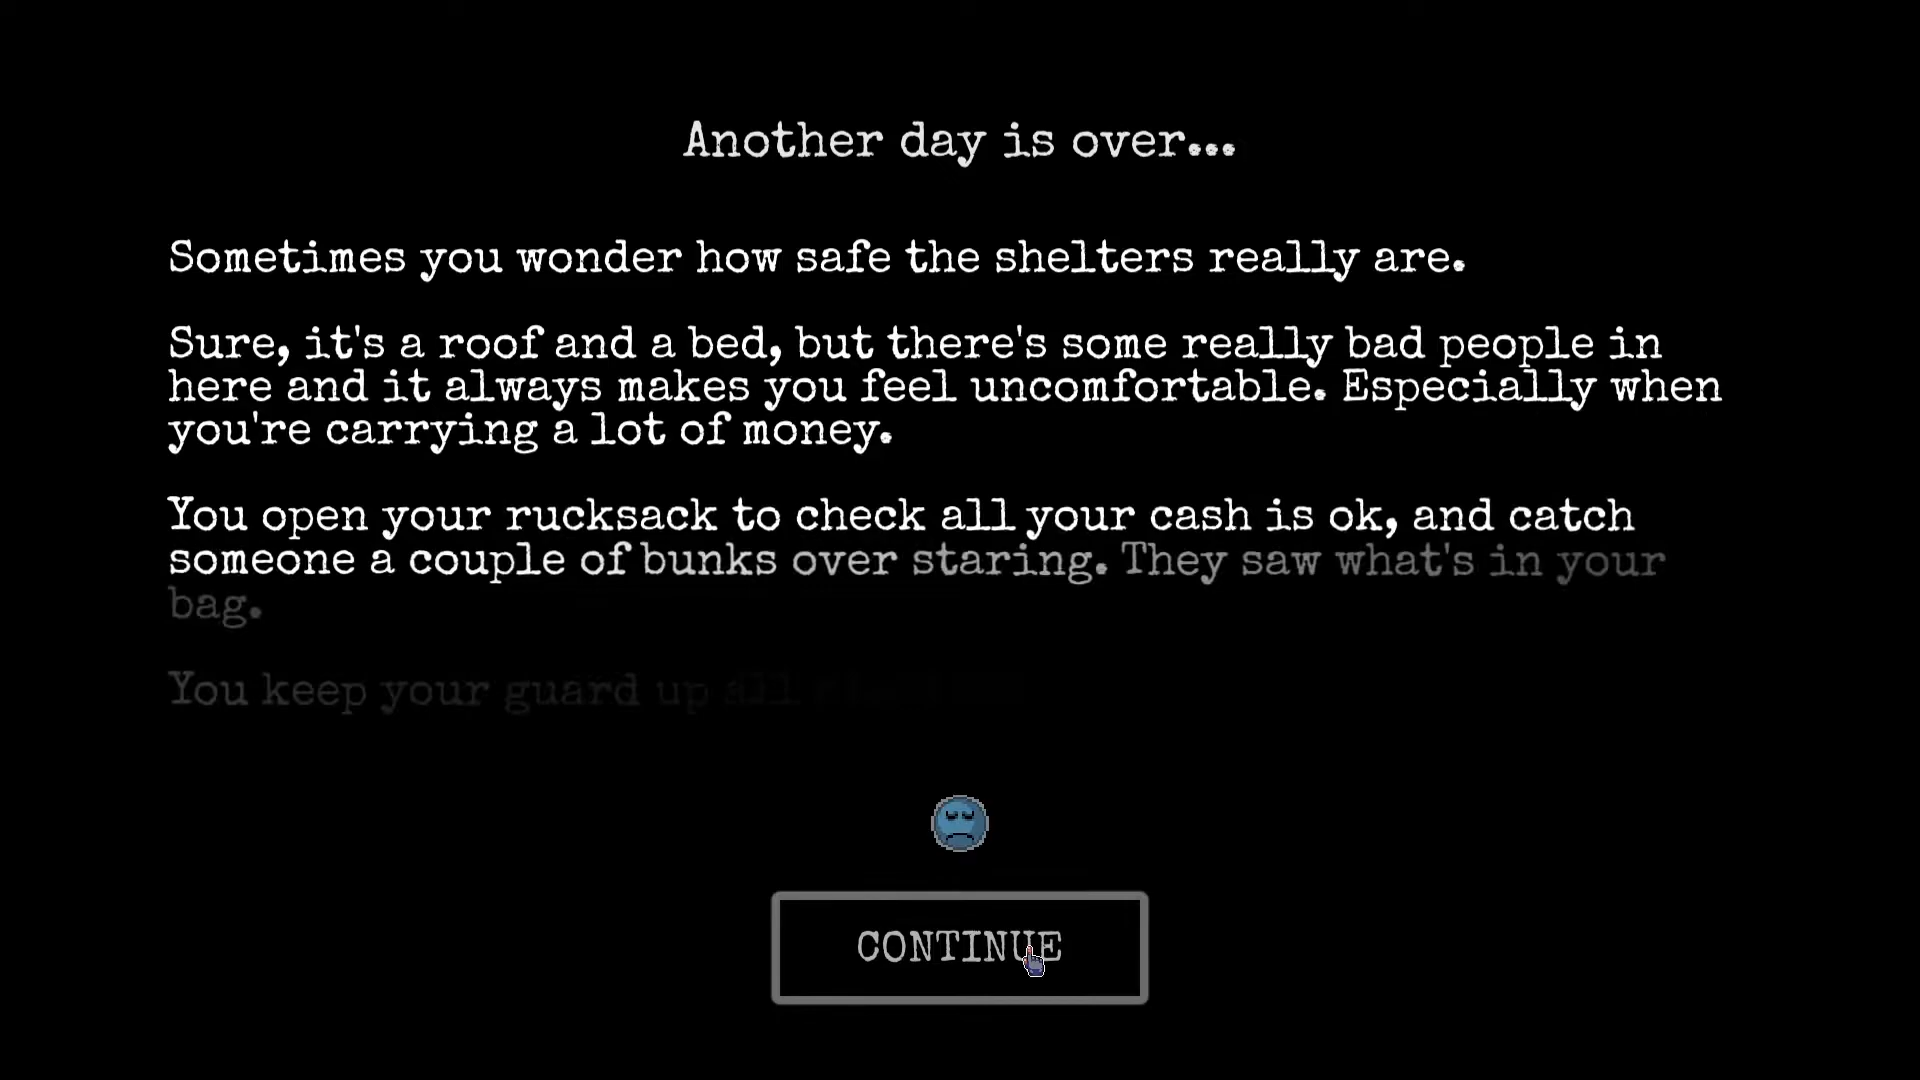 Another day is over...
Sometimes you wonder how safe the shelters really are.
Sure, it's a roof and a bed, but there's some really bad people in
here and it always makes you feel uncomfortable. Especially when
you're carrying a lot of money.
You open your rucksack to check all your cash is ok, and catch
someone a couple of bunks over staring. They saw what's in your
bag.
You keep your guard up all
CONTINUE